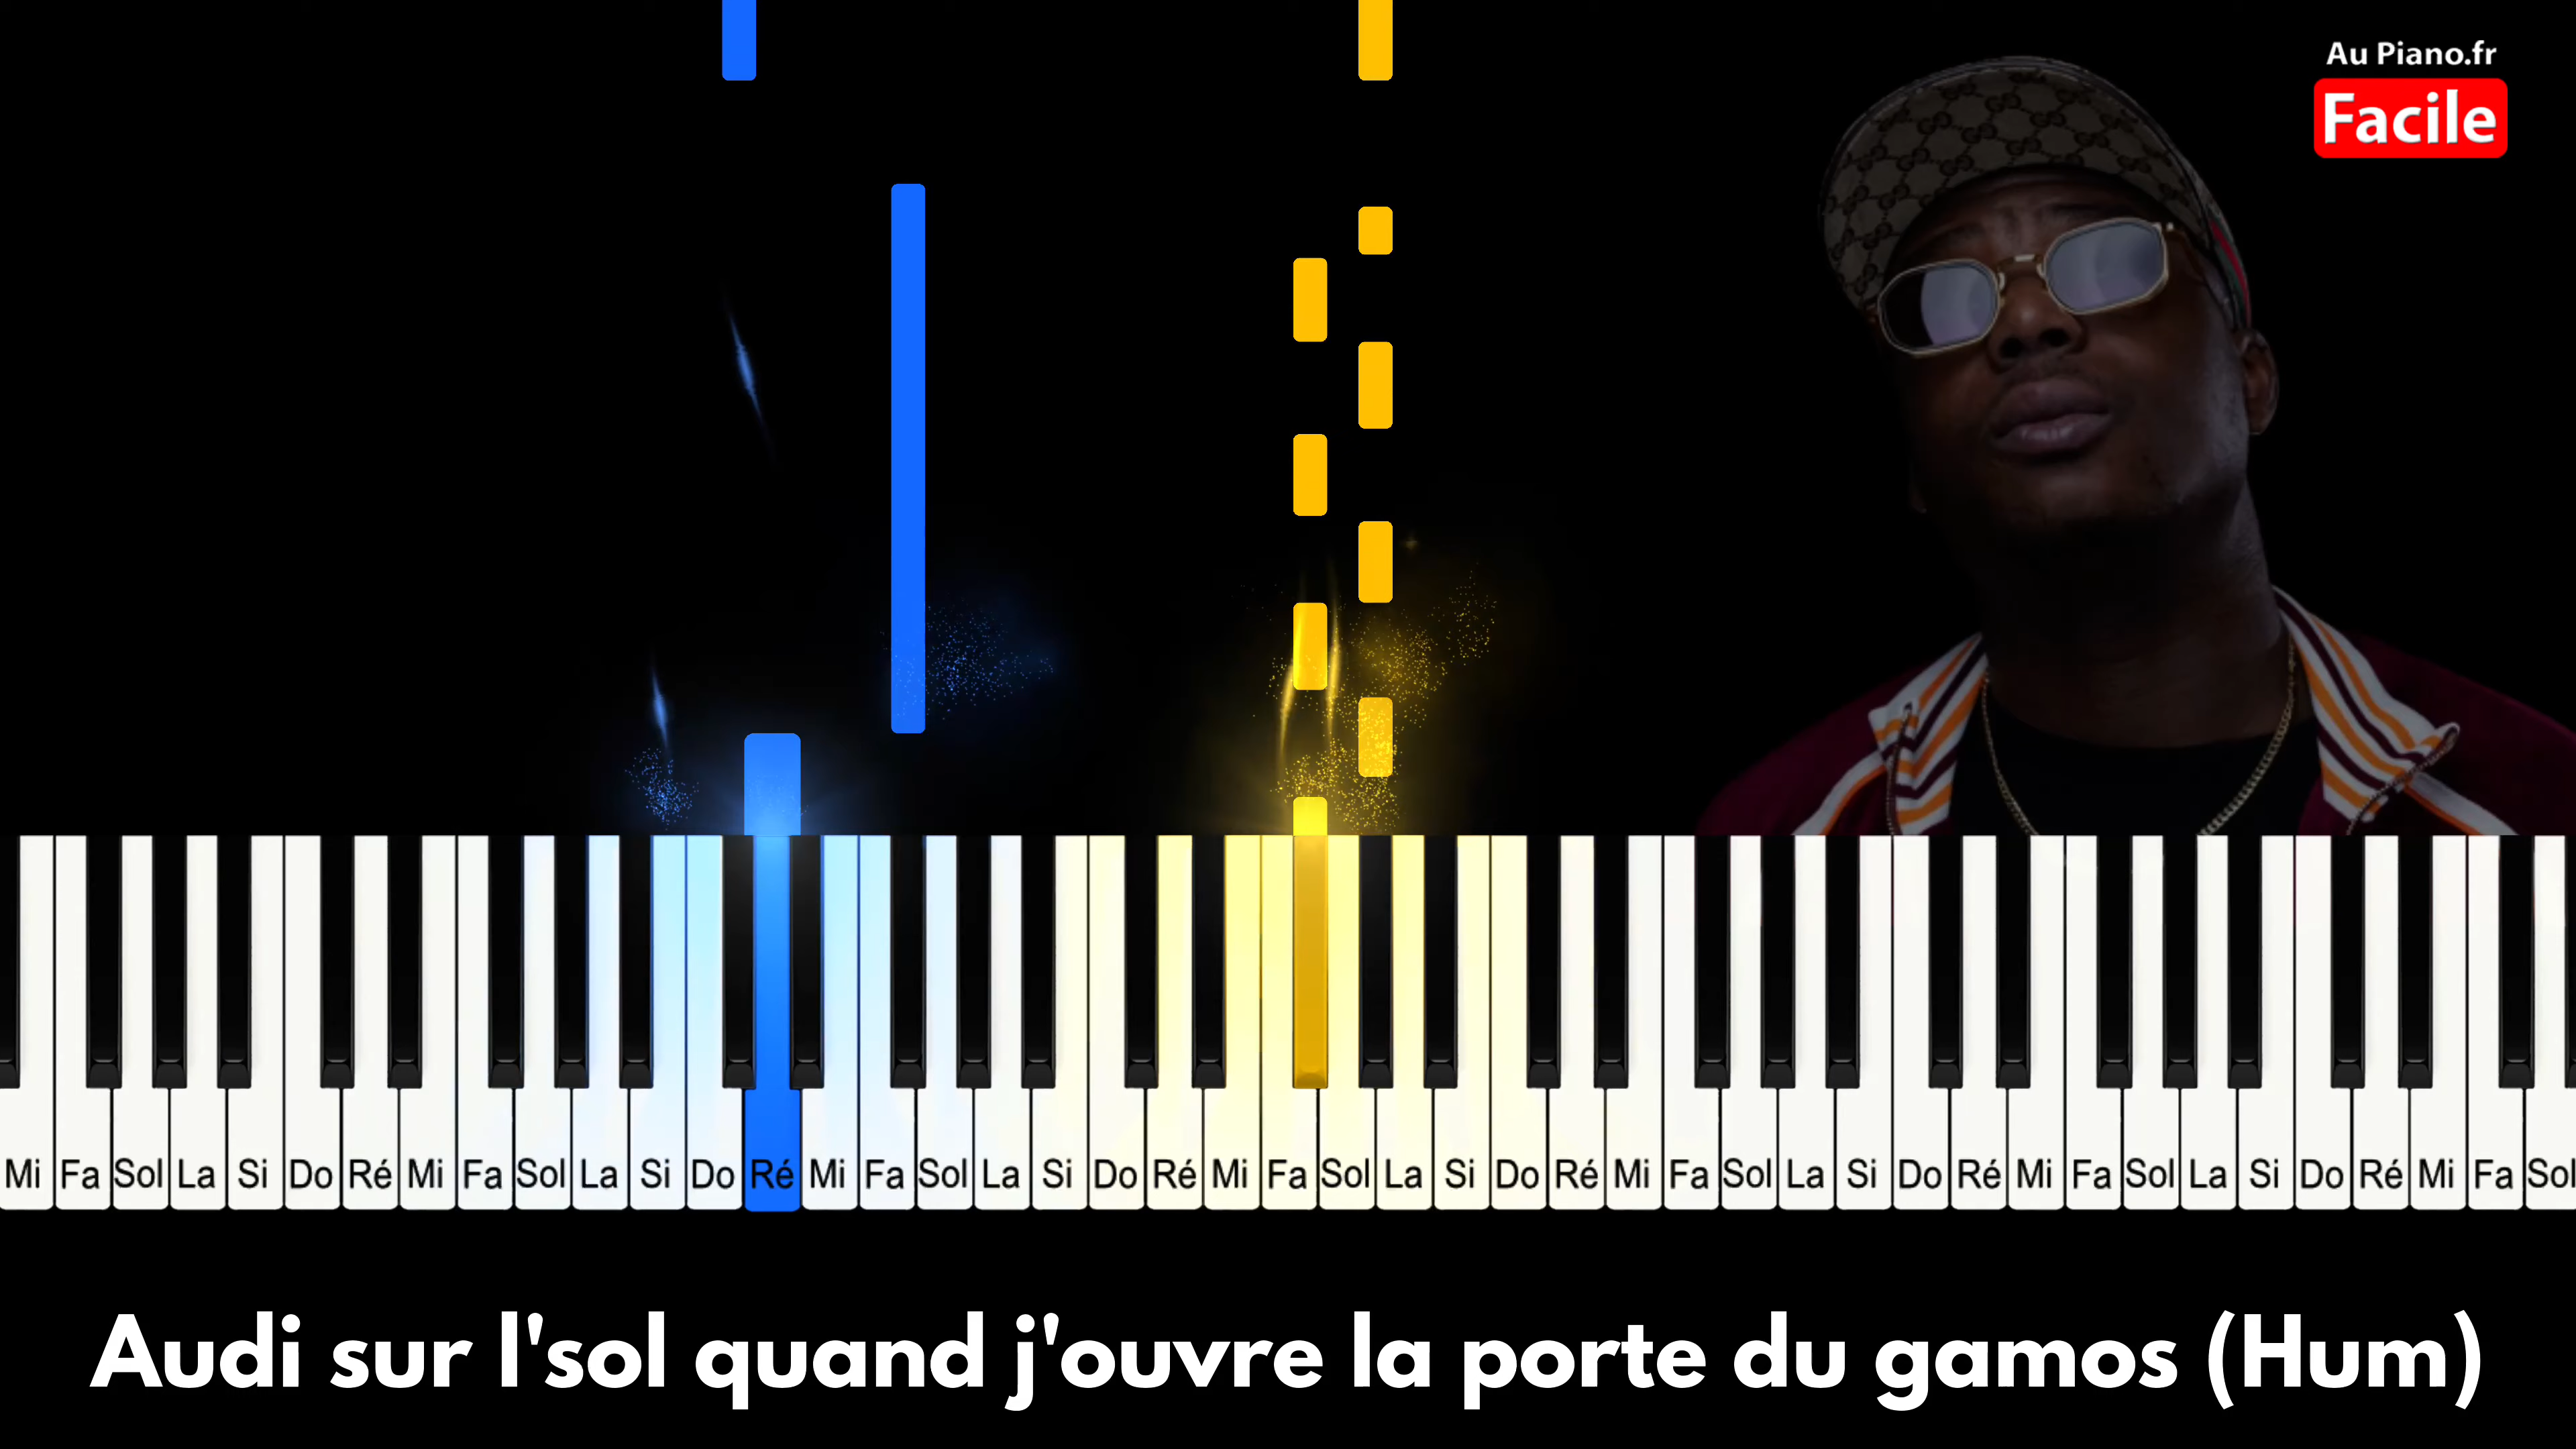 Au Piano.fr
Facile
Mi Fa Sol La Si Do Ré Mi Fa Sol La Si Do Ré Mi Fa Sol La Si Do Ré Mi Fa Sol La Si Do Ré Mi Fa Sol La Si Do Ré Mi Fa Sol La Si Do Ré Mi Fa Sol
Audi sur l'sol quand j'ouvre la porte du gamos (Hum)